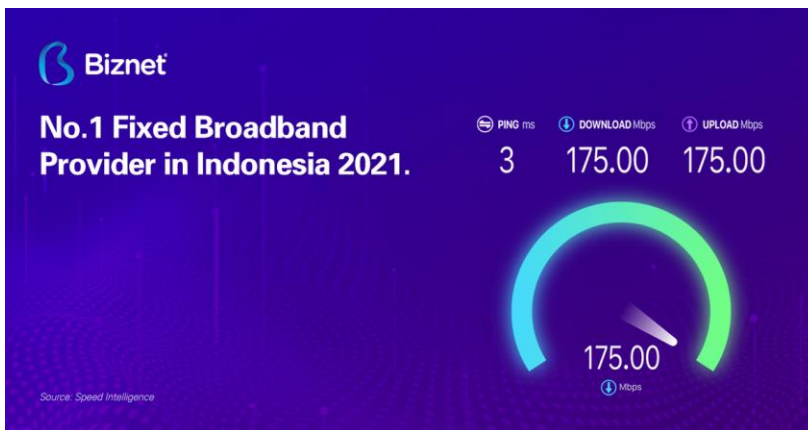 Biznet
No.1 Fixed Broadband
Provider in Indonesia 2021.
PING ms
DOWNLOAD Mbps
UPLOAD Mbps
3
175.00
175.00
175.00
Mbps
Source: Speed Intelligence